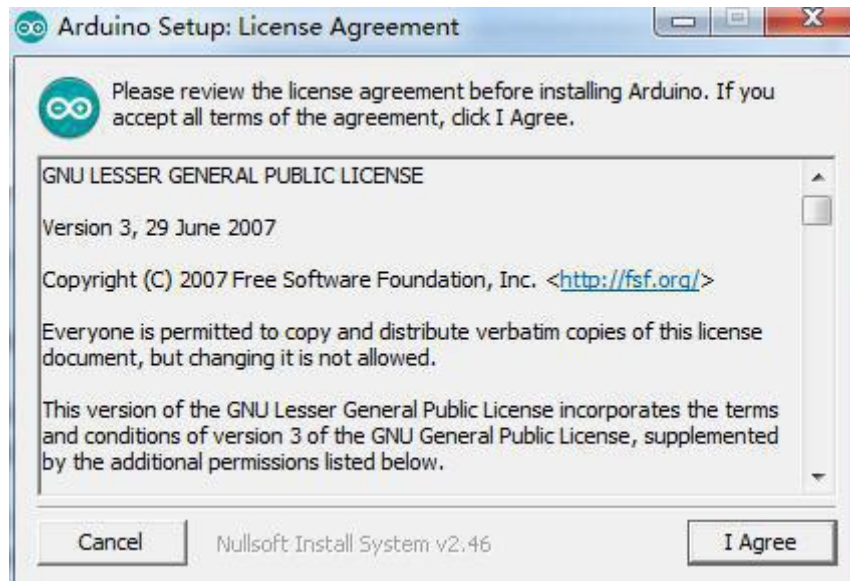 Arduino Setup: License Agreement
Please review the license agreement before installing Arduino. If you
accept all terms of the agreement, click I Agree.
GNU LESSER GENERAL PUBLIC LICENSE
Version 3, 29 June 2007
Copyright (C) 2007 Free Software Foundation, Inc. <http://fsf.org/>
Everyone is permitted to copy and distribute verbatim copies of this license
document, but changing it is not allowed.
This version of the GNU Lesser General Public License incorporates the terms
and conditions of version 3 of the GNU General Public License, supplemented
by the additional permissions listed below.
Cancel
Nullsoft Install System v2.46
I Agree